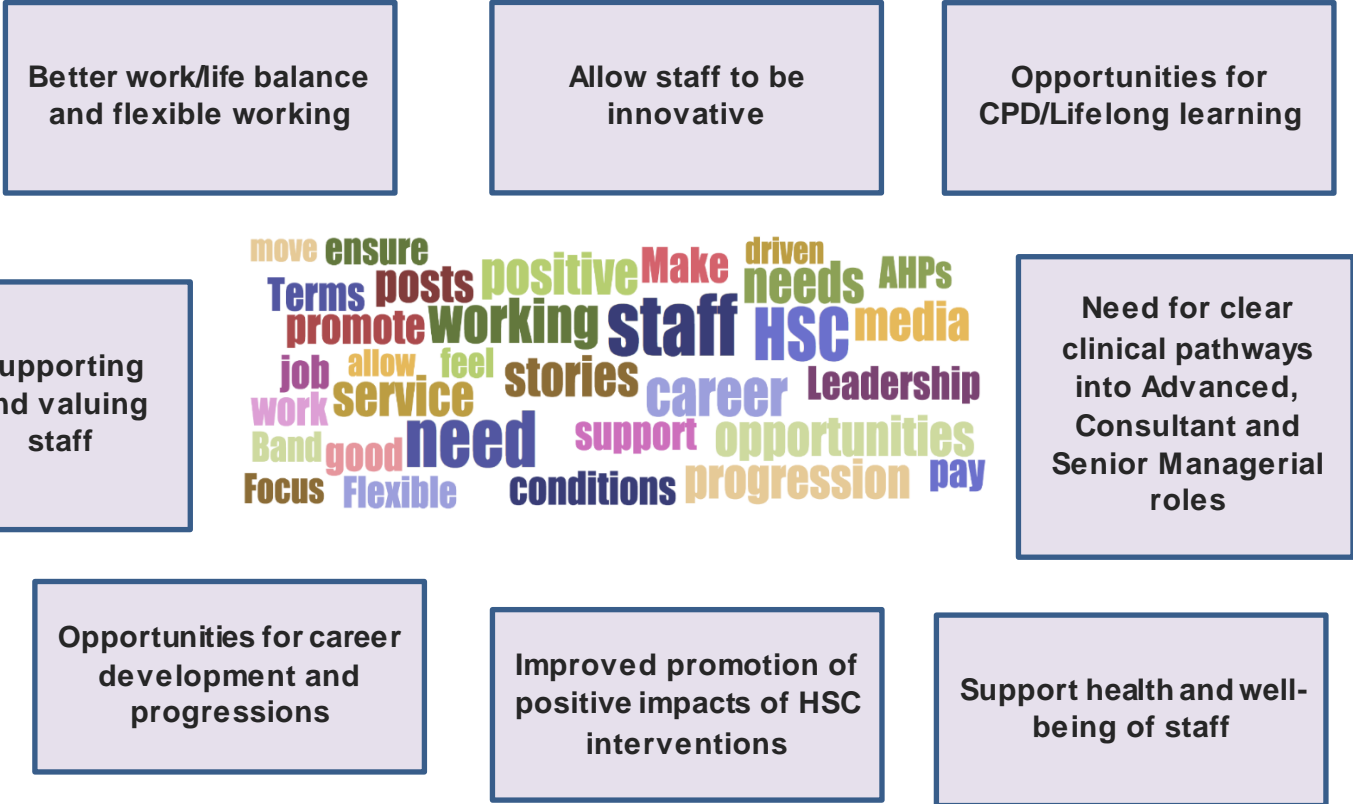 Better work/life balance
and flexible working
Allow staff to be
innovative
Opportunities for
CPD/Lifelong learning
move ensure
positive Make driven
needs AHPs
Terms posts
promote working staff HSC media
job allow feel stories career Leadership
work service
Band good need support opportunities
Focus Flexible conditions progression pay
upporting
nd valuing
staff
Need for clear
clinical pathways
into Advanced,
Consultant and
Senior Managerial
roles
Opportunities for career
development and
progressions
Improved promotion of
positive impacts of HSC
interventions
Support health and well-
being of staff